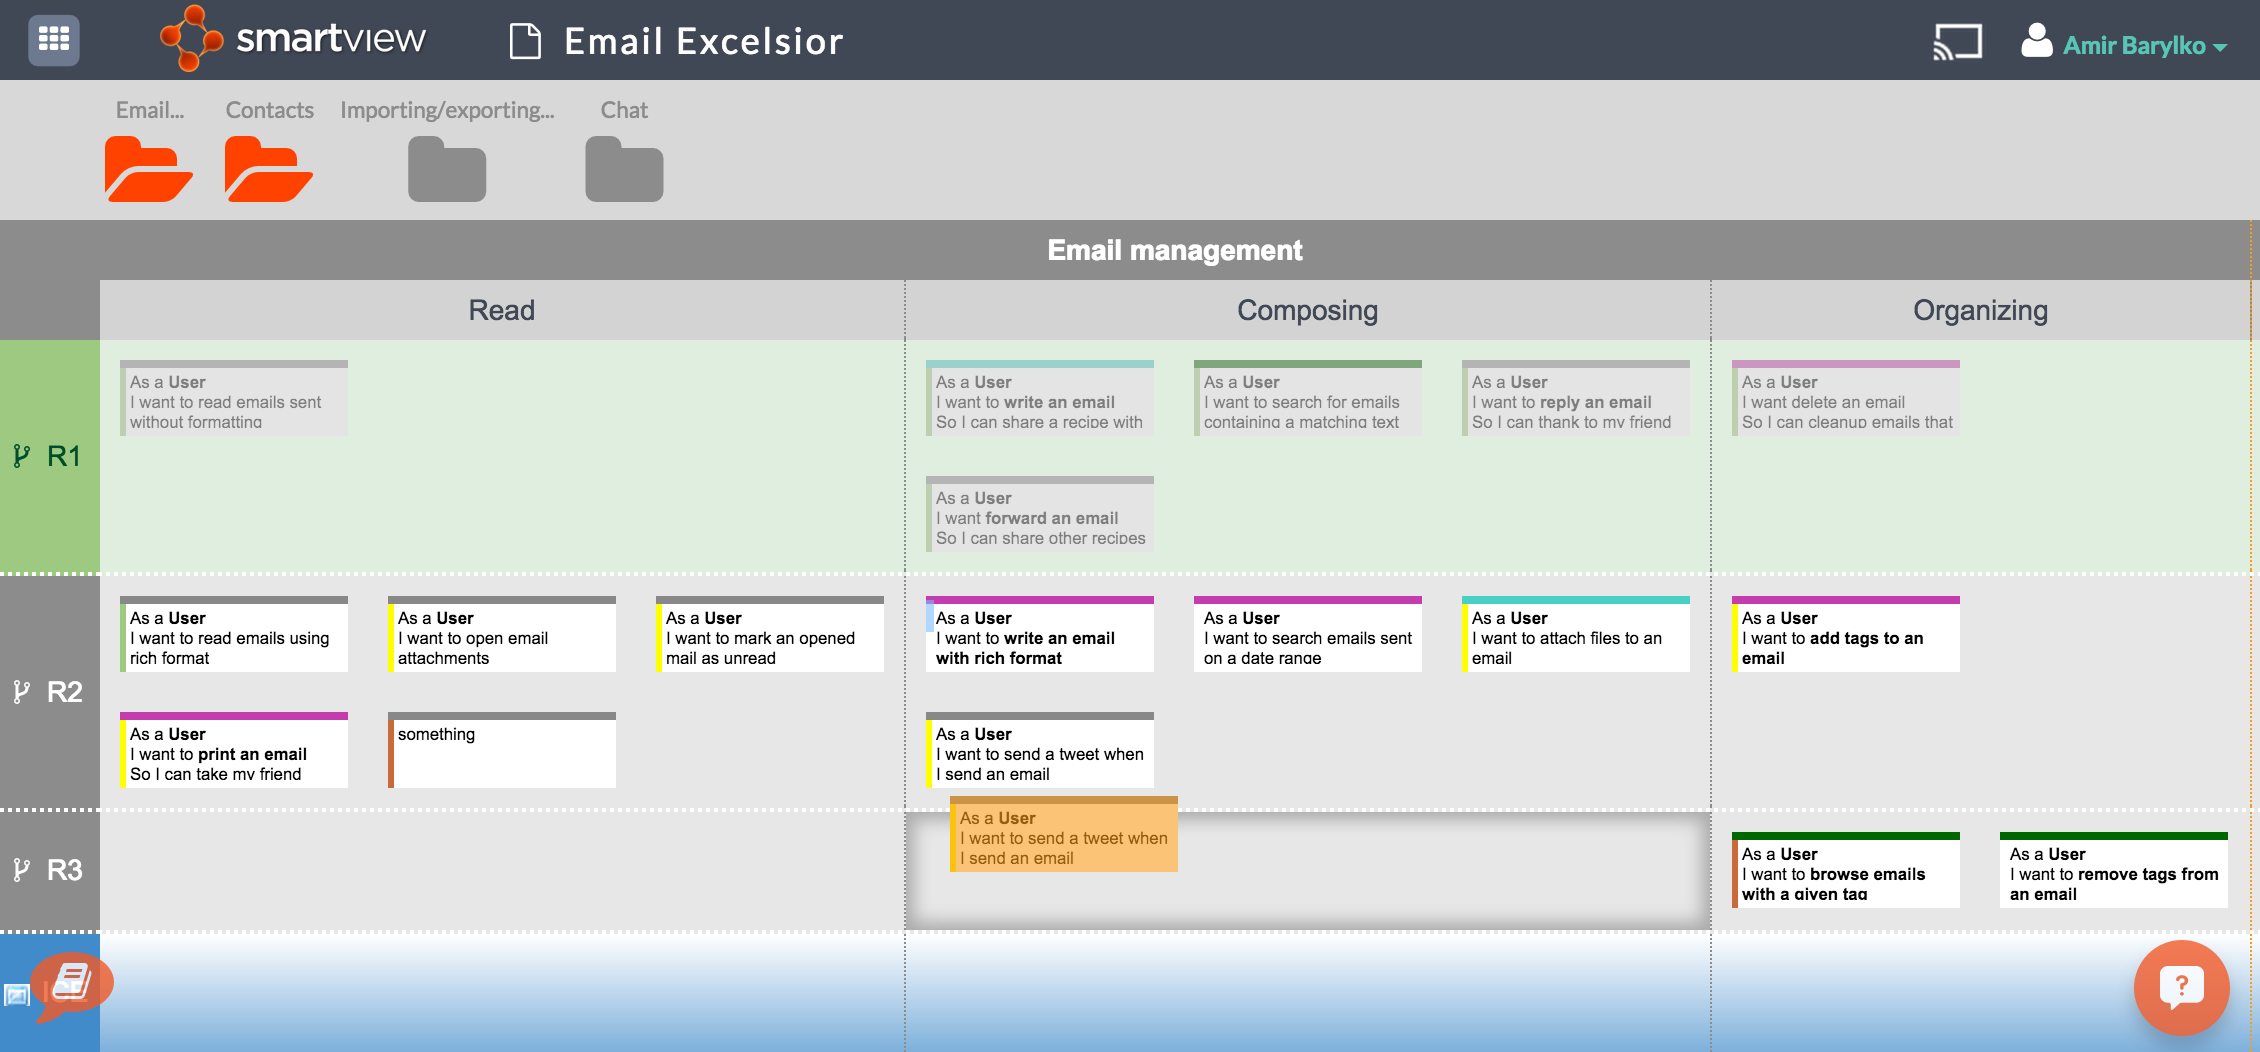 smartview
Email Excelsior
Amir Barylko
Email...
Contacts
Importing/exporting...
Chat
Email management
Read
Composing
Organizing
R1
As a User
I want to read emails sent
without formatting
As a User
I want to write an email
So I can share a recipe with
As a User
I want to search for emails
containing a matching text
As a User
I want to reply an email
So I can thank to my friend
As a User
I want delete an email
So I can cleanup emails that
As a User
I want forward an email
So I can share other recipes
R2
As a User
I want to read emails using
rich format
As a User
I want to open email
attachments
As a User
I want to mark an opened
mail as unread
As a User
I want to write an email
with rich format
As a User
I want to search emails sent
on a date range
As a User
I want to attach files to an
email
As a User
I want to add tags to an
email
As a User
I want to print an email
So I can take my friend
something
As a User
I want to send a tweet when
I send an email
R3
As a User
I want to send a tweet when
I send an email
As a User
I want to browse emails
with a given tag
As a User
I want to remove tags from
an email
ICE
?